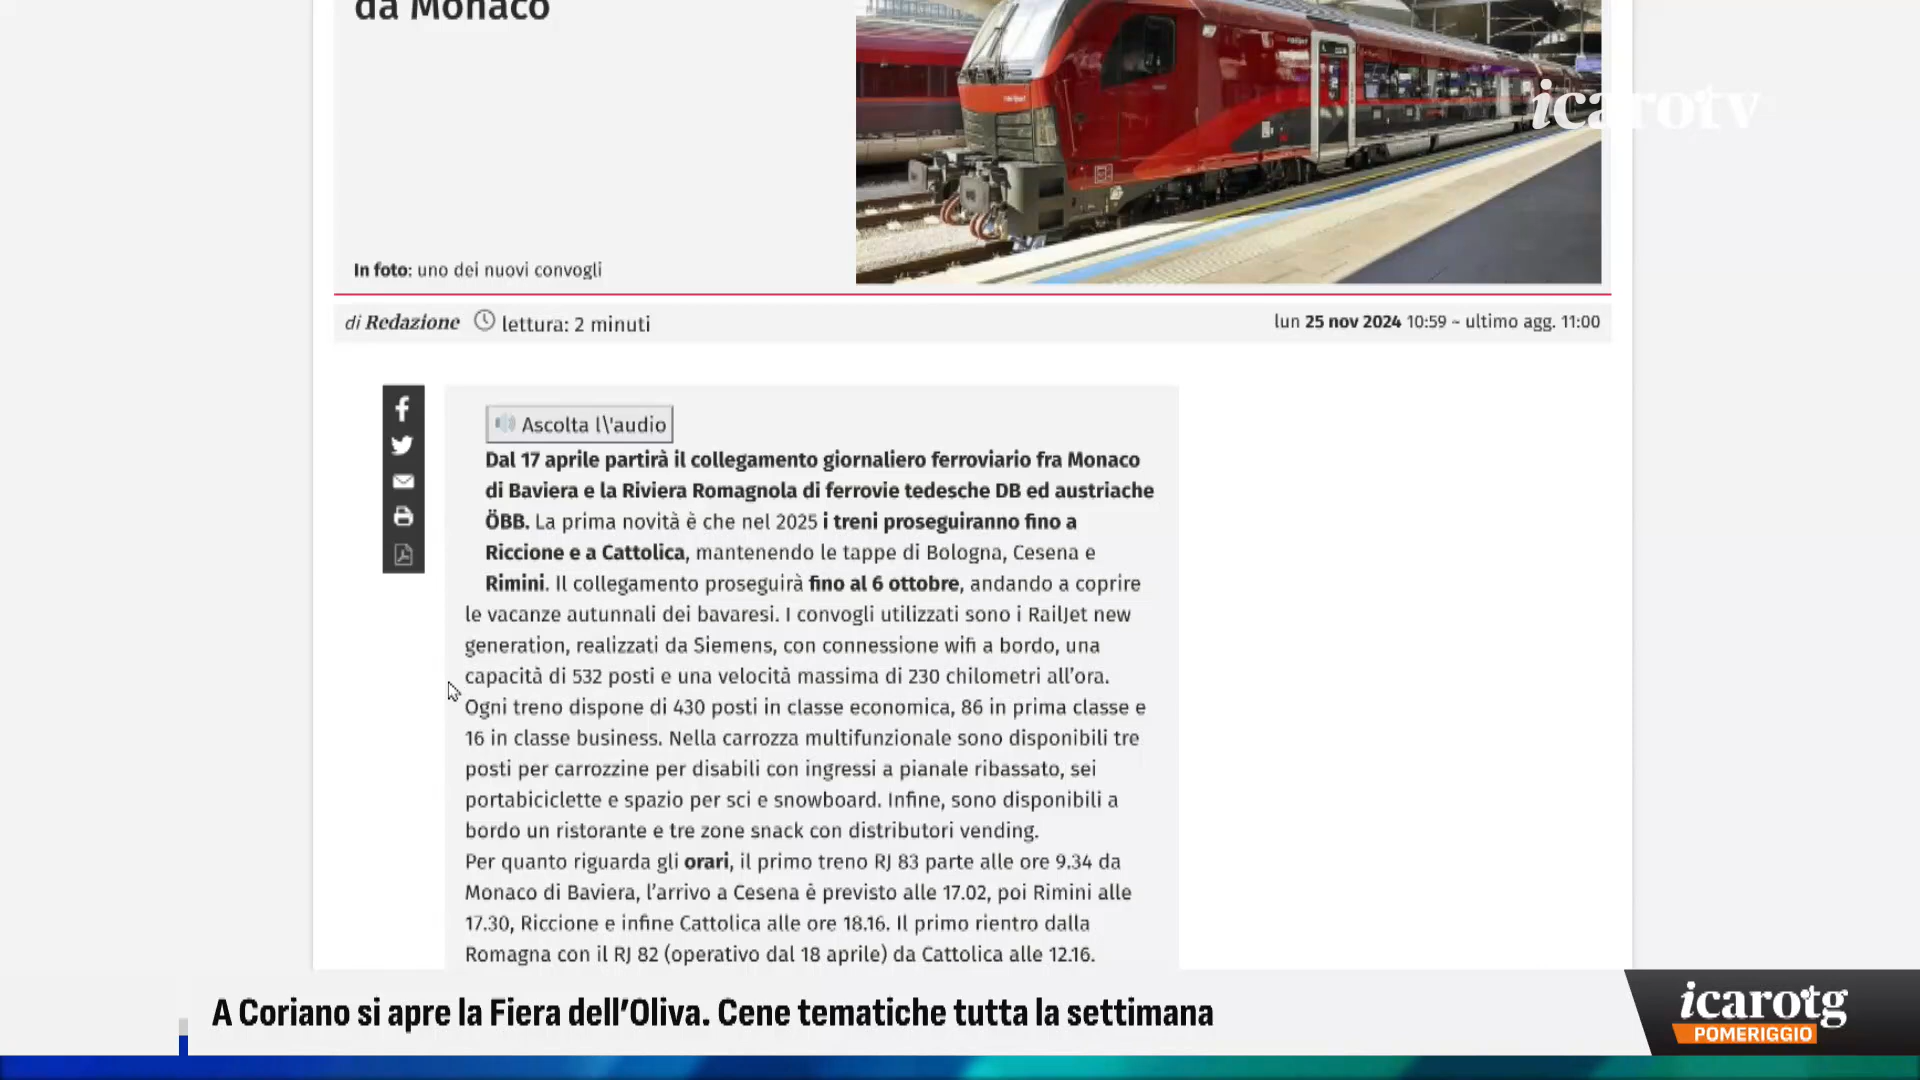 da Monaco
icarotv
In foto: uno dei nuovi convogli
di Redazione lettura: 2 minuti
lun 25 nov 2024 10:59 ~ ultimo agg. 11:00
Ascolta l\'audio
Dal 17 aprile partirà il collegamento giornaliero ferroviario fra Monaco
di Baviera e la Riviera Romagnola di ferrovie tedesche DB ed austriache
ÖBB. La prima novità è che nel 2025 i treni proseguiranno fino a
Riccione e a Cattolica, mantenendo le tappe di Bologna, Cesena e
Rimini. Il collegamento proseguirà fino al 6 ottobre, andando a coprire
le vacanze autunnali dei bavaresi. I convogli utilizzati sono i RailJet new
generation, realizzati da Siemens, con connessione wifi a bordo, una
capacità di 532 posti e una velocità massima di 230 chilometri all’ora.
Ogni treno dispone di 430 posti in classe economica, 86 in prima classe e
16 in classe business. Nella carrozza multifunzionale sono disponibili tre
posti per carrozzine per disabili con ingressi a pianale ribassato, sei
portabiciclette e spazio per sci e snowboard. Infine, sono disponibili a
bordo un ristorante e tre zone snack con distributori vending.
Per quanto riguarda gli orari, il primo treno RJ 83 parte alle ore 9.34 da
Monaco di Baviera, l’arrivo a Cesena è previsto alle 17.02, poi Rimini alle
17.30, Riccione e infine Cattolica alle ore 18.16. Il primo rientro dalla
Romagna con il RJ 82 (operativo dal 18 aprile) da Cattolica alle 12.16.
A Coriano si apre la Fiera dell’Oliva. Cene tematiche tutta la settimana
icarotg
POMERIGGIO